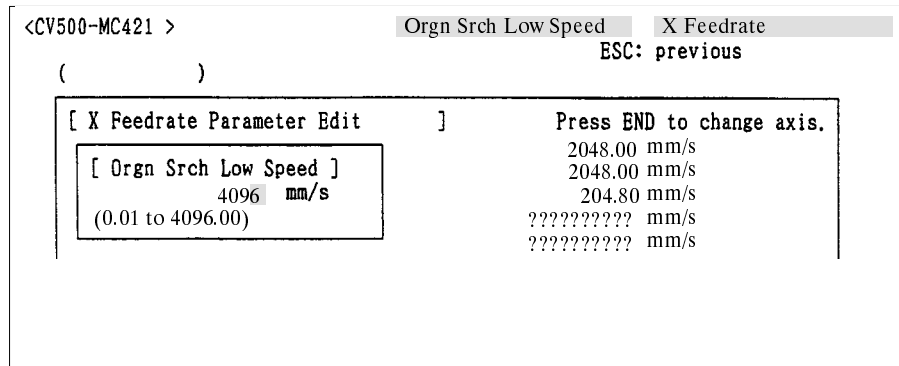 <CV500-MC421 > Orgn Srch Low Speed X Feedrate
ESC: previous
( )
[ X Feedrate Parameter Edit ] Press END to change axis.
2048.00 mm/s
[ Orgn Srch Low Speed ] 2048.00 mm/s
4096 mm/s 204.80 mm/s
(0.01 to 4096.00) ?????????? mm/s
?????????? mm/s